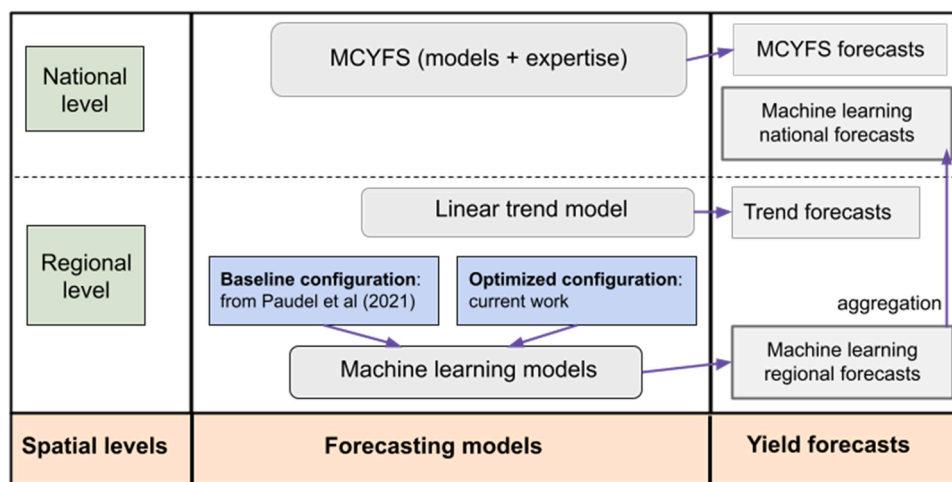 National
level
MCYFS (models + expertise)
MCYFS forecasts
Machine learning
national forecasts
Regional
level
Linear trend model
Trend forecasts
Baseline configuration:
from Paudel et al (2021)
Optimized configuration:
current work
aggregation
Machine learning models
Machine learning
regional forecasts
Spatial levels
Forecasting models
Yield forecasts